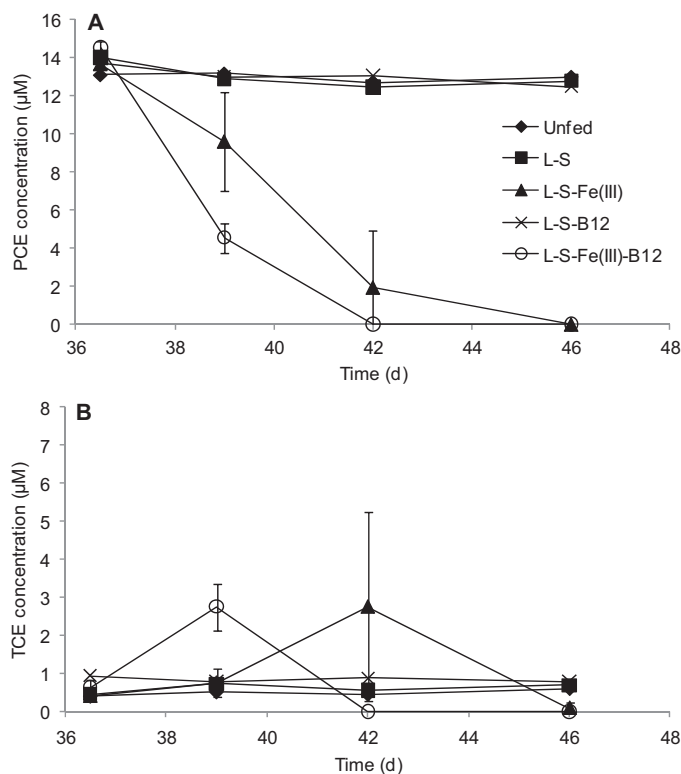 A
PCE concentration (µM)
16
14
12
10
8
6
4
2
0
36 38 40 42 44 46 48
Time (d)
Unfed
L-S
L-S-Fe(III)
L-S-B12
L-S-Fe(III)-B12
B
TCE concentration (µM)
8
7
6
5
4
3
2
1
0
36 38 40 42 44 46 48
Time (d)